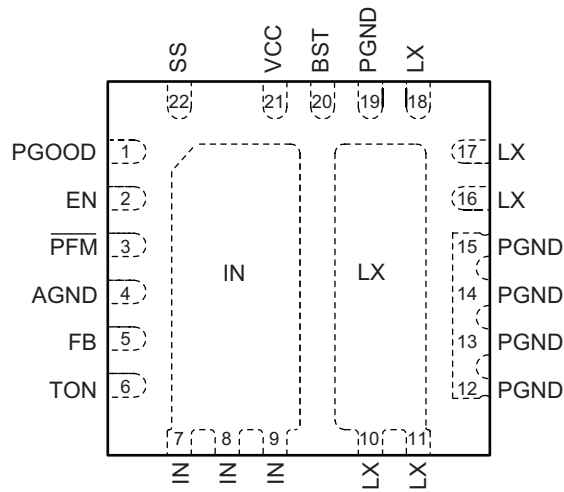 SS
VCC
BST
PGND
LX
22
21
20
19
18
PGOOD 1
EN 2
PFM 3
AGND 4
FB 5
TON 6
IN
LX
17 LX
16 LX
15 PGND
14 PGND
13 PGND
12 PGND
7
8
9
10
11
IN
IN
IN
LX
LX